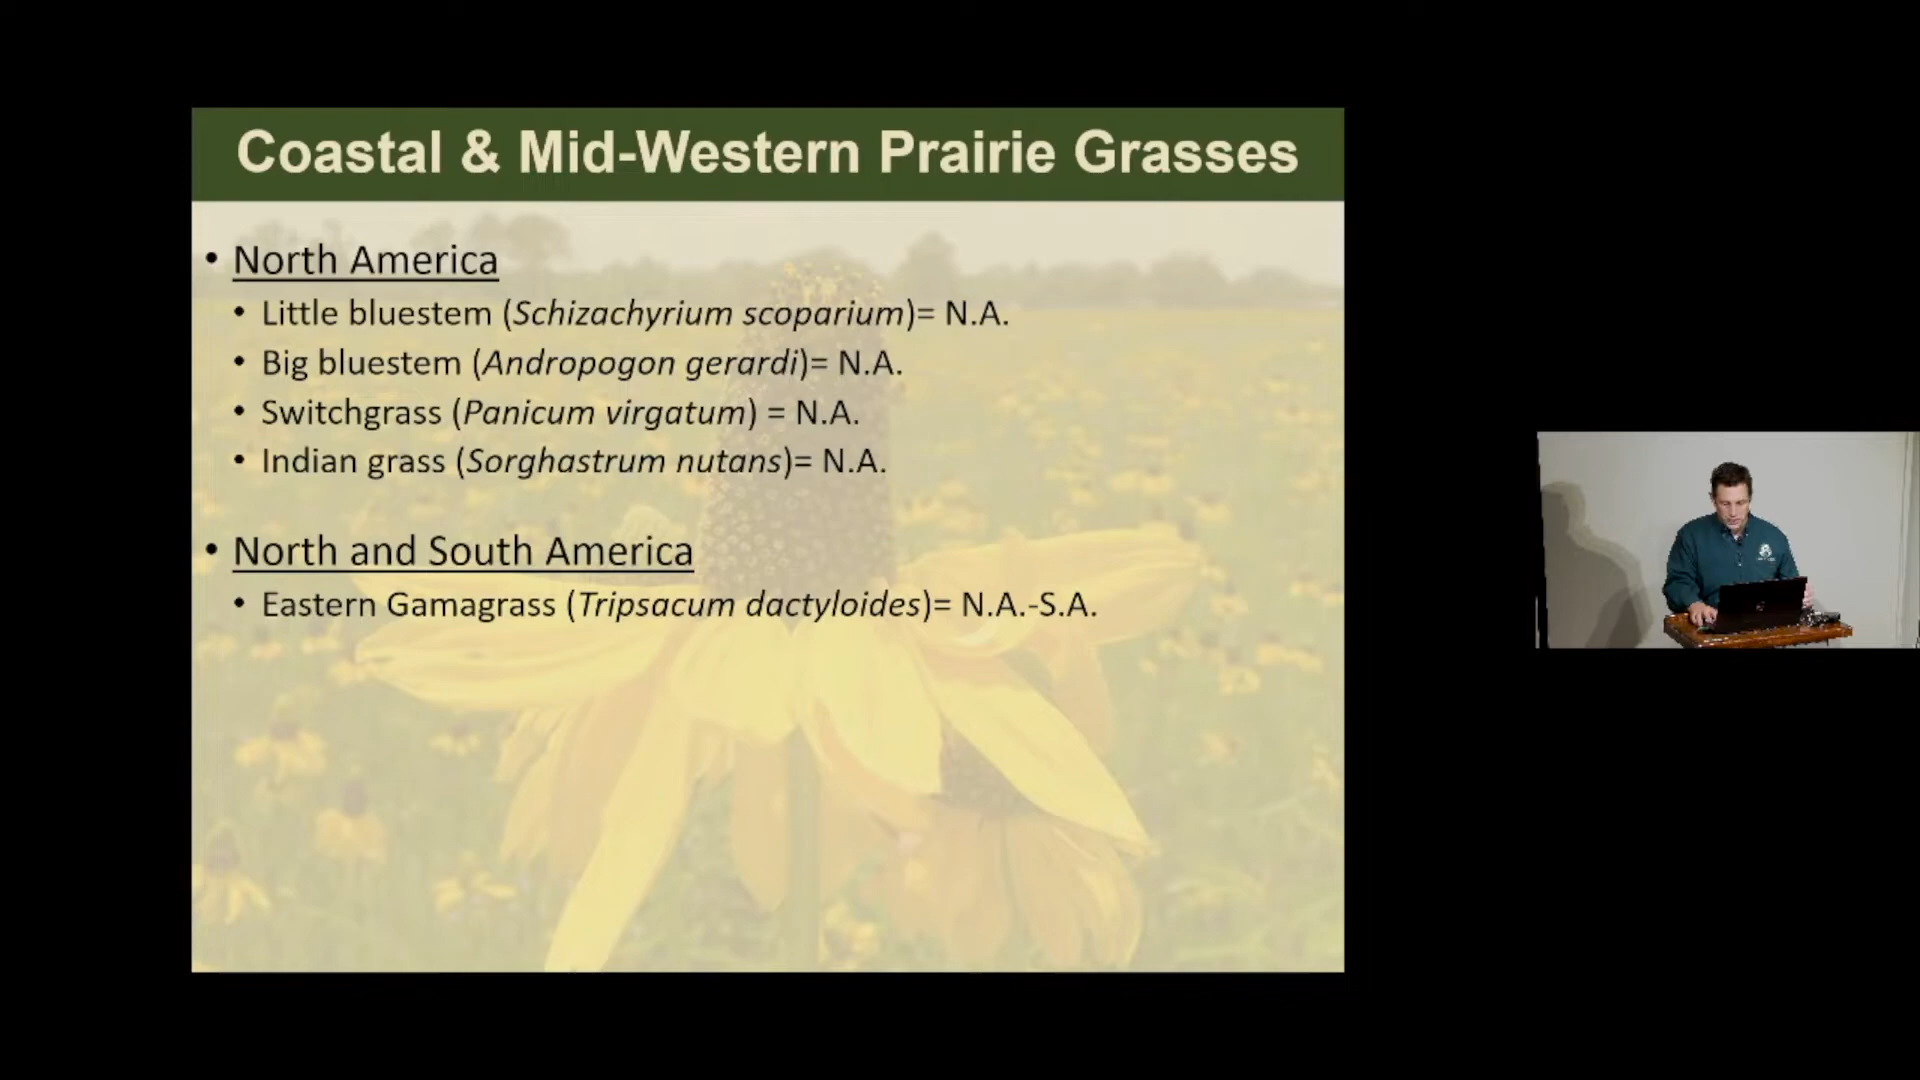 Coastal & Mid-Western Prairie Grasses
• North America
• Little bluestem (Schizachyrium scoparium)= N.A.
• Big bluestem (Andropogon gerardi)= N.A.
• Switchgrass (Panicum virgatum) = N.A.
• Indian grass (Sorghastrum nutans)= N.A.
• North and South America
• Eastern Gamagrass (Tripsacum dactyloides)= N.A.-S.A.